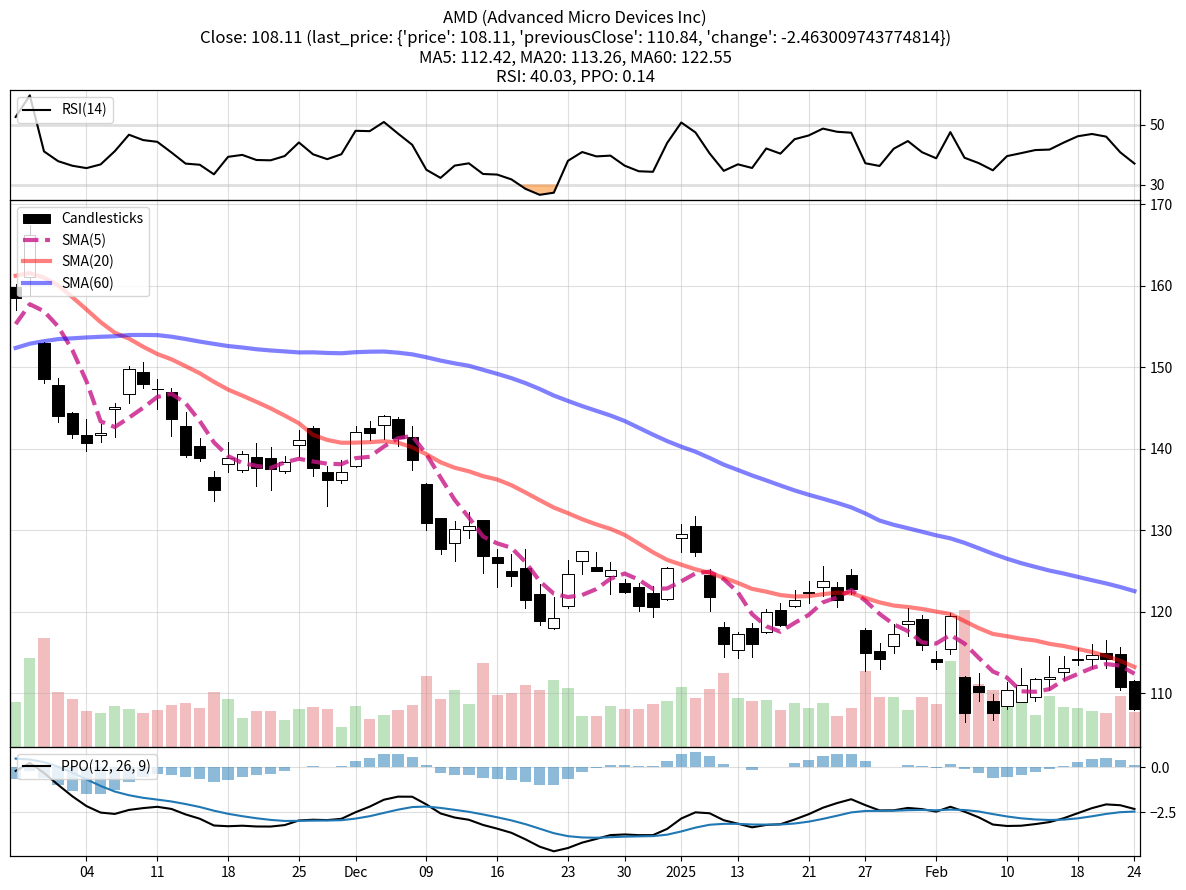 AMD (Advanced Micro Devices Inc)
Close: 108.11 (last_price: {'price': 108.11, 'previousClose': 110.84, 'change': -2.463009743774814})
MA5: 112.42, MA20: 113.26, MA60: 122.55
RSI: 40.03, PPO: 0.14
RSI(14)
50
30
170
Candlesticks
SMA(5)
SMA(20)
SMA(60)
160
150
140
130
120
110
PPO(12, 26, 9)
0.0
−2.5
04 11 18 25 Dec 09 16 23 30 2025 13 21 27 Feb 10 18 24